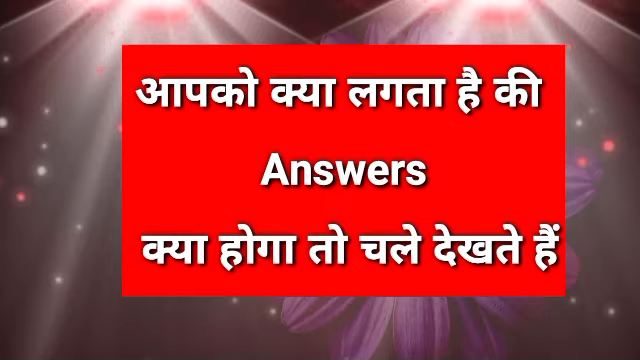 आपको क्या लगता है की
Answers
क्या होगा तो चले देखते हैं